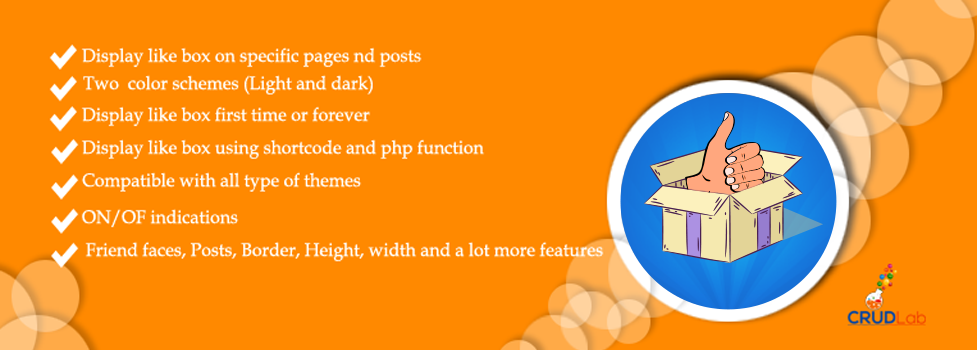 Display like box on specific pages nd posts
Two color schemes (Light and dark)
Display like box first time or forever
Display like box using shortcode and php function
Compatible with all type of themes
ON/OF indications
Friend faces, Posts, Border, Height, width and a lot more features
CRUDLab